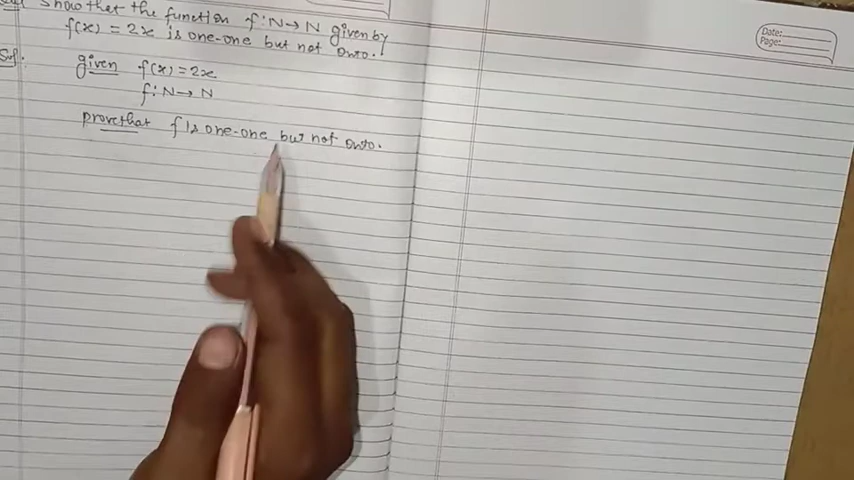 Show that the function f:N→N given by
f(x) = 2x is one-one but not onto.
Sol. given f(x) = 2x
f: N→N
prove that f is one-one but not onto.
Date:
Page: